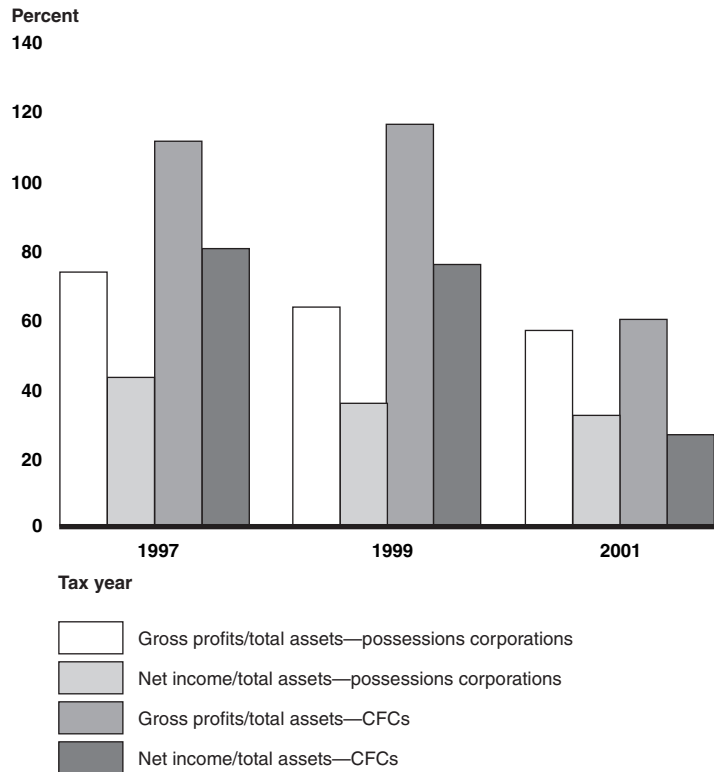 Percent
140
120
100
80
60
40
20
0
1997 1999 2001
Tax year
Gross profits/total assets—possessions corporations
Net income/total assets—possessions corporations
Gross profits/total assets—CFCs
Net income/total assets—CFCs